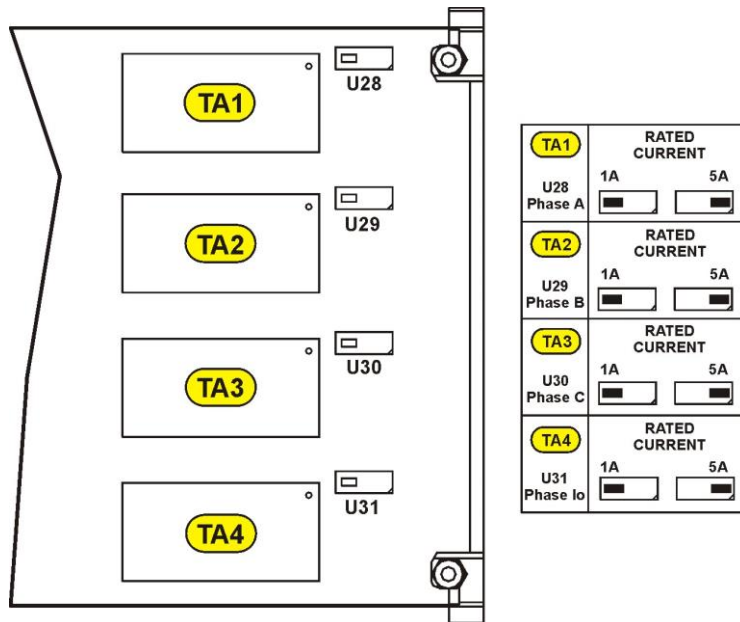 TA1
U28
TA2
U29
TA3
U30
TA4
U31
TA1
RATED
CURRENT
1A 5A
U28
Phase A
TA2
RATED
CURRENT
1A 5A
U29
Phase B
TA3
RATED
CURRENT
1A 5A
U30
Phase C
TA4
RATED
CURRENT
1A 5A
U31
Phase Io